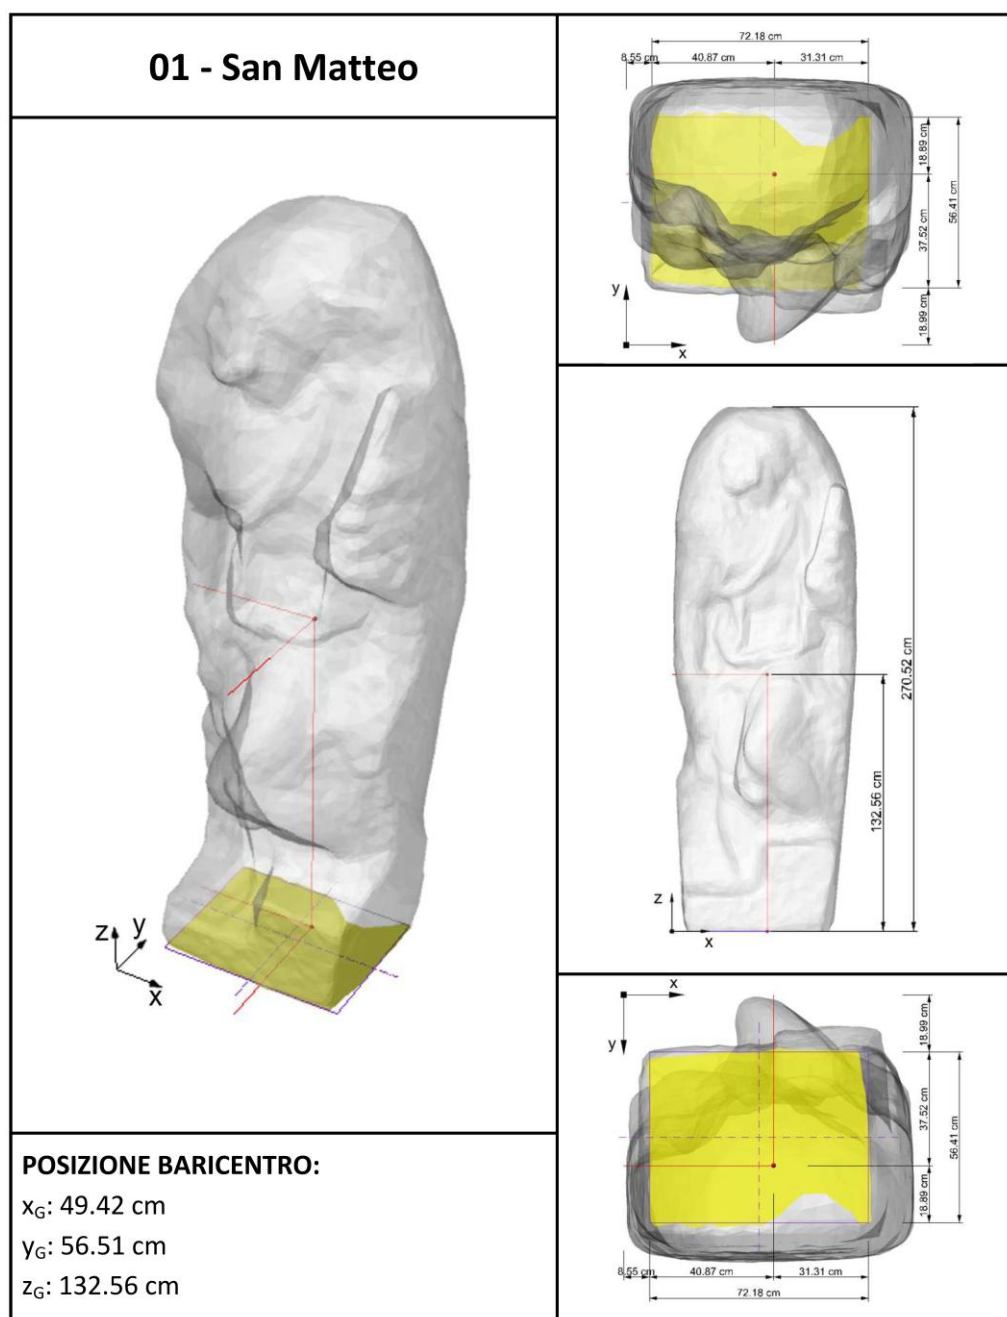 01 - San Matteo
z
y
x
POSIZIONE BARICENTRO:
xG: 49.42 cm
yG: 56.51 cm
zG: 132.56 cm
72.18 cm
8.55 cm
40.87 cm
31.31 cm
18.89 cm
37.52 cm
56.41 cm
18.99 cm
y
x
270.52 cm
132.56 cm
z
x
x
y
18.99 cm
37.52 cm
56.41 cm
18.89 cm
8.55 cm
40.87 cm
31.31 cm
72.18 cm